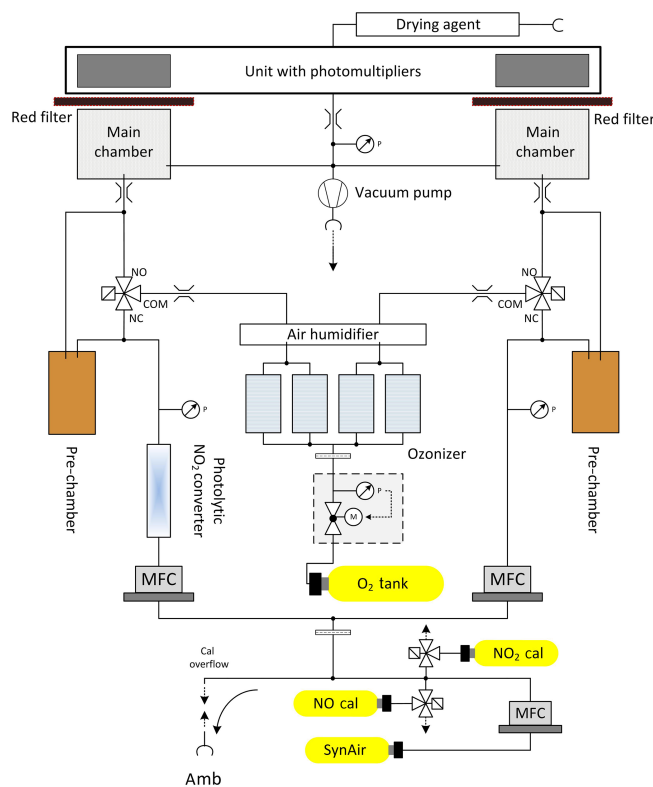 Drying agent
Unit with photomultipliers
Red filter
Red filter
Main
chamber
P
Main
chamber
Vacuum pump
NO
COM
NC
NO
COM
NC
Air humidifier
P
P
Ozonizer
Pre-chamber
Photolytic
NO₂ converter
Pre-chamber
P
M
MFC
O₂ tank
MFC
Cal
overflow
NO₂ cal
NO cal
MFC
SynAir
Amb